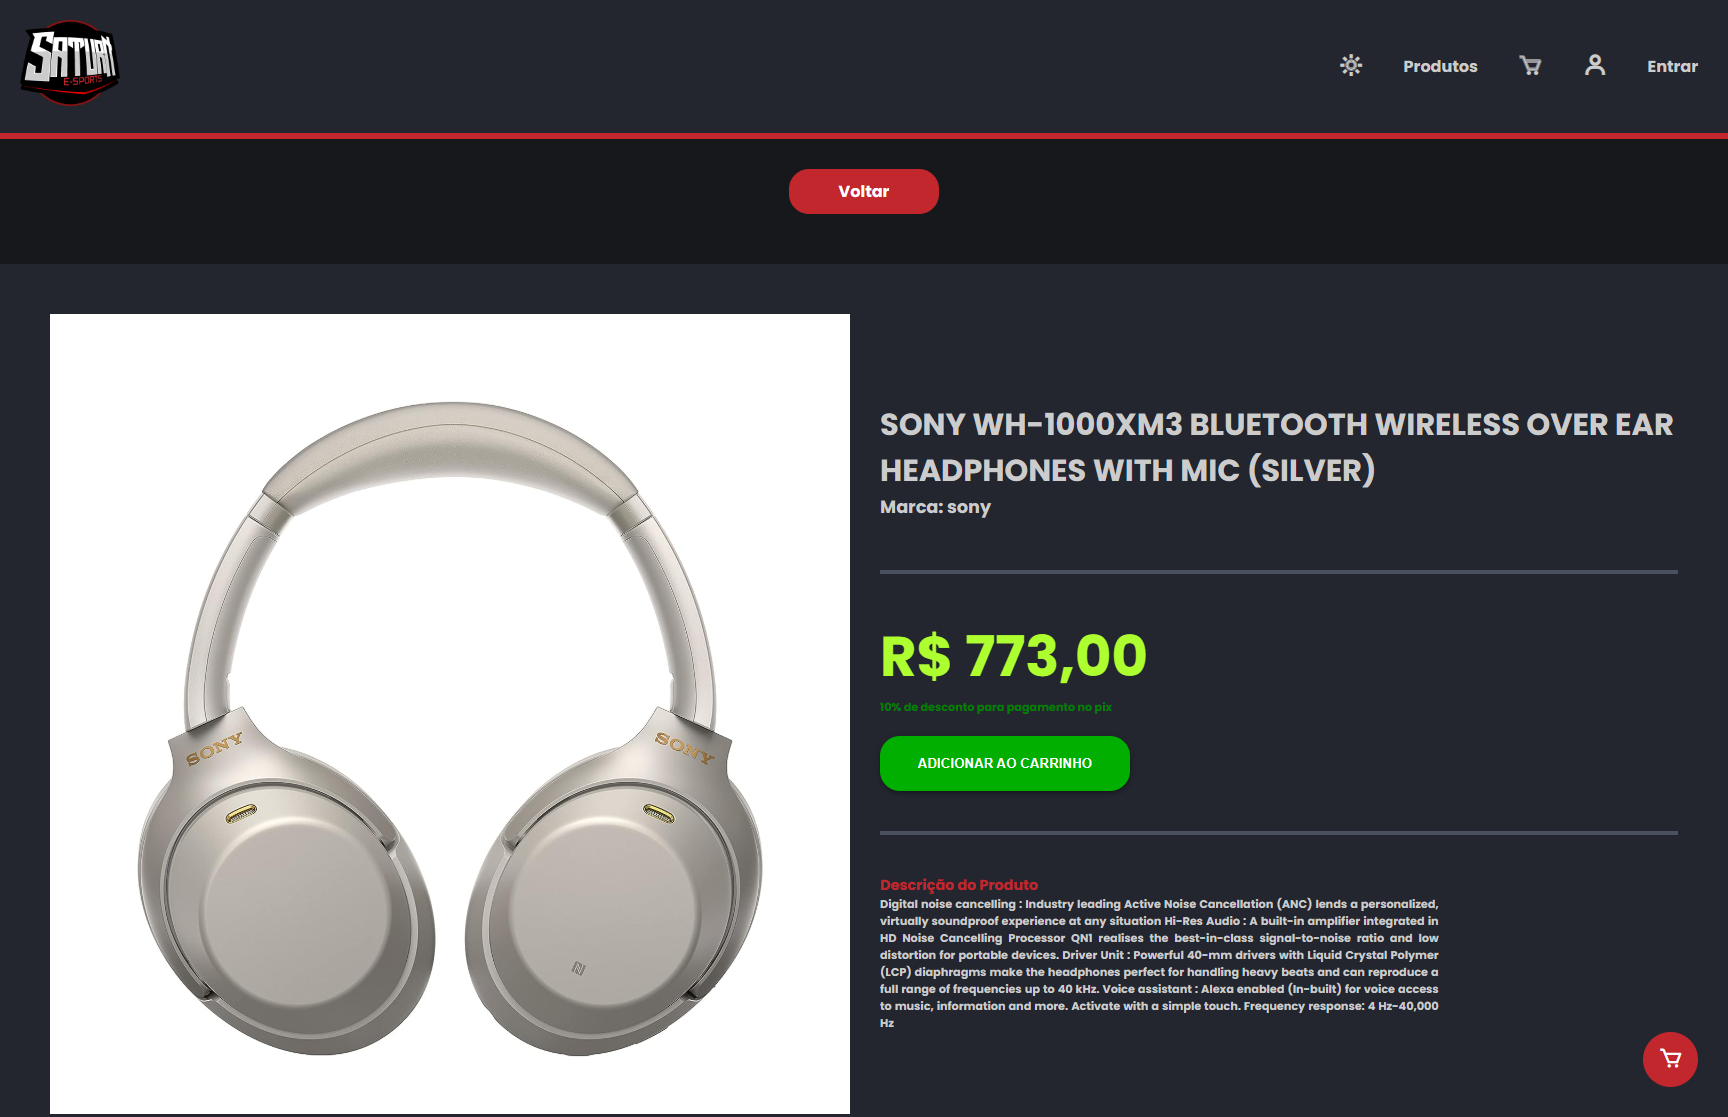 SATURN
E-SPORTS
Produtos
Entrar
Voltar
SONY WH-1000XM3 BLUETOOTH WIRELESS OVER EAR
HEADPHONES WITH MIC (SILVER)
Marca: sony
R$ 773,00
10% de desconto para pagamento no pix
ADICIONAR AO CARRINHO
SONY
SONY
Descrição do Produto
Digital noise cancelling : Industry leading Active Noise Cancellation (ANC) lends a personalized,
virtually soundproof experience at any situation Hi-Res Audio : A built-in amplifier integrated in
HD Noise Cancelling Processor QN1 realises the best-in-class signal-to-noise ratio and low
distortion for portable devices. Driver Unit : Powerful 40-mm drivers with Liquid Crystal Polymer
(LCP) diaphragms make the headphones perfect for handling heavy beats and can reproduce a
full range of frequencies up to 40 kHz. Voice assistant : Alexa enabled (In-built) for voice access
to music, information and more. Activate with a simple touch. Frequency response: 4 Hz-40,000
Hz